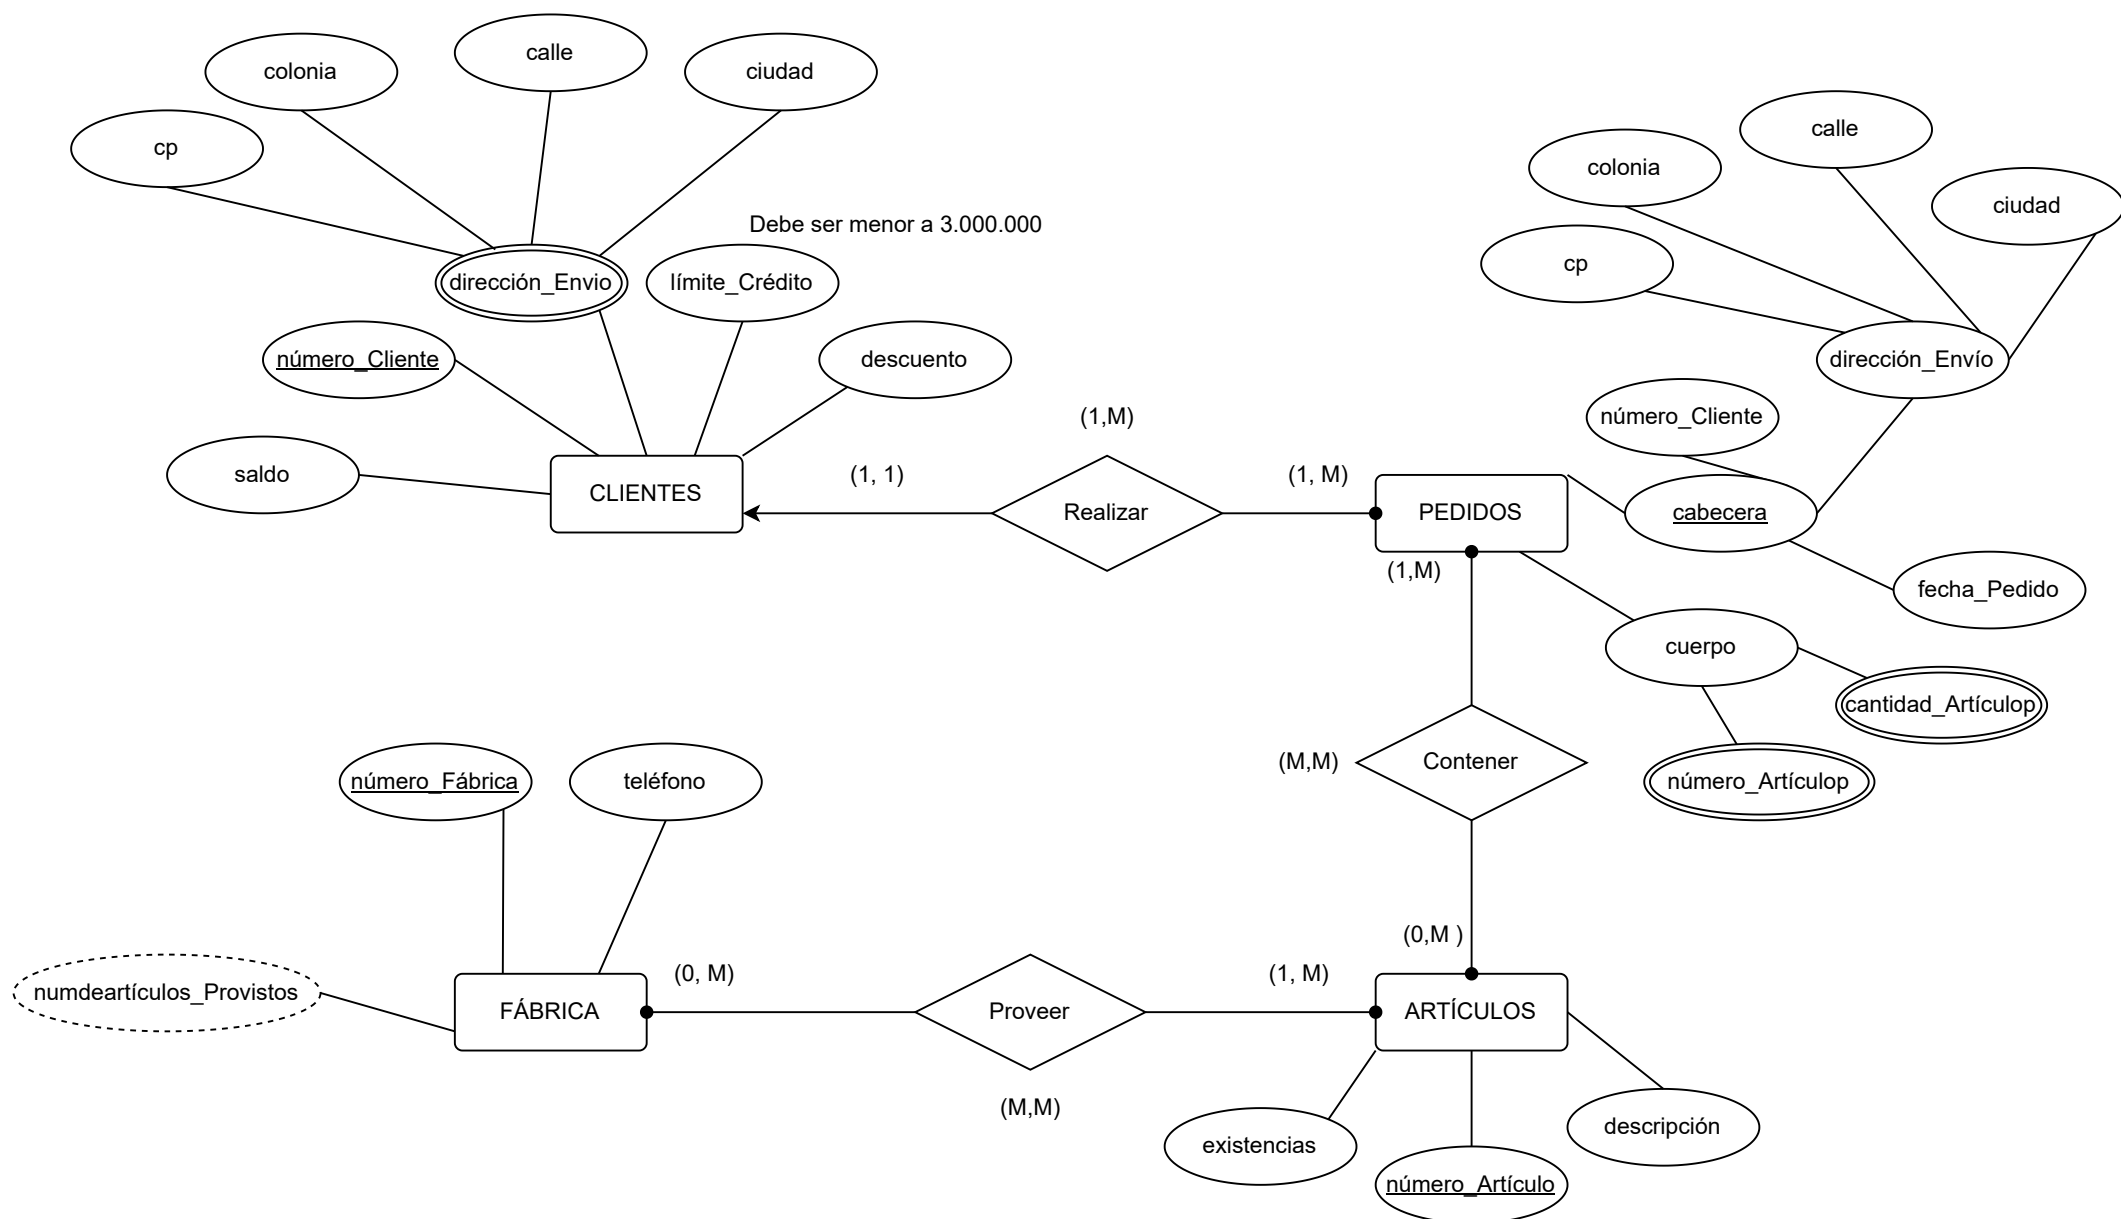 calle
colonia
ciudad
cp
calle
colonia
ciudad
Debe ser menor a 3.000.000
cp
dirección_Envio
límite_Crédito
número_Cliente
descuento
dirección_Envío
(1,M)
número_Cliente
saldo
(1, 1)
(1, M)
CLIENTES
Realizar
PEDIDOS
cabecera
(1,M)
fecha_Pedido
cuerpo
cantidad_Artículop
número_Fábrica
teléfono
(M,M)
Contener
número_Artículop
(0,M )
numdeartículos_Provistos
(0, M)
(1, M)
FÁBRICA
Proveer
ARTÍCULOS
(M,M)
existencias
descripción
número_Artículo